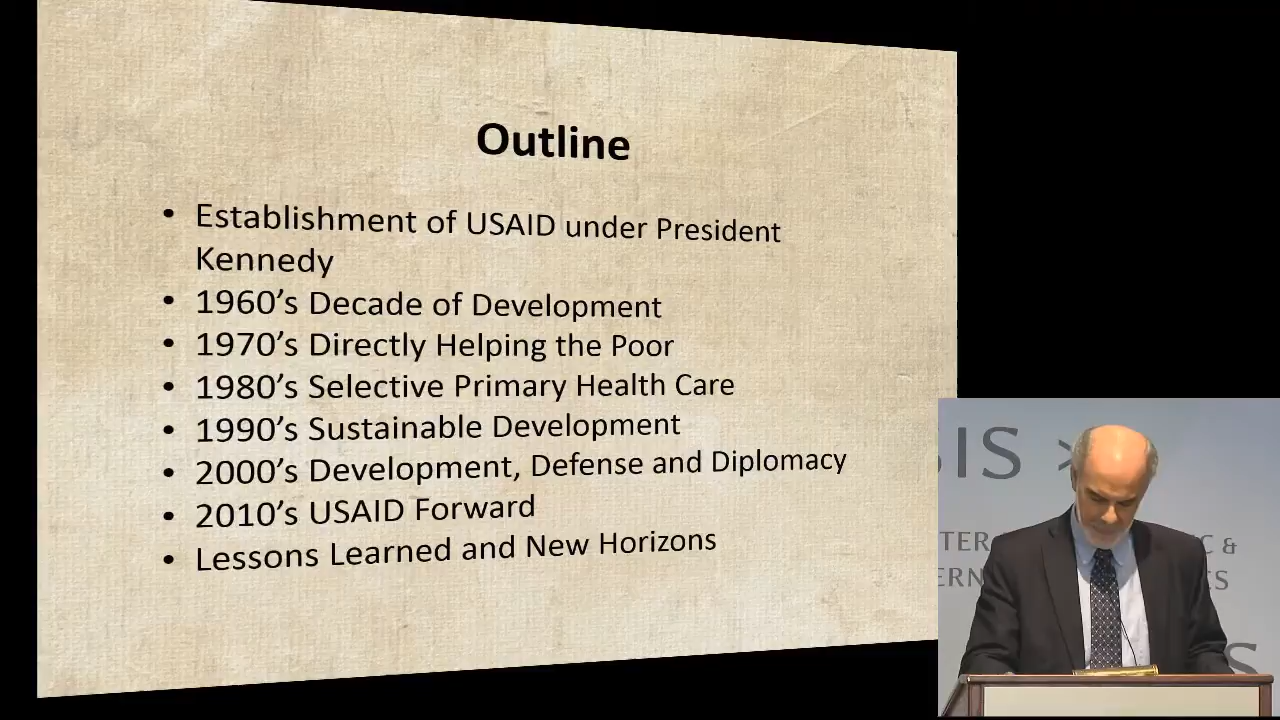 Outline
• Establishment of USAID under President
Kennedy
• 1960’s Decade of Development
• 1970’s Directly Helping the Poor
• 1980’s Selective Primary Health Care
• 1990’s Sustainable Development
• 2000’s Development, Defense and Diplomacy
• 2010’s USAID Forward
• Lessons Learned and New Horizons
SIS
TER C &
ERN ES
S